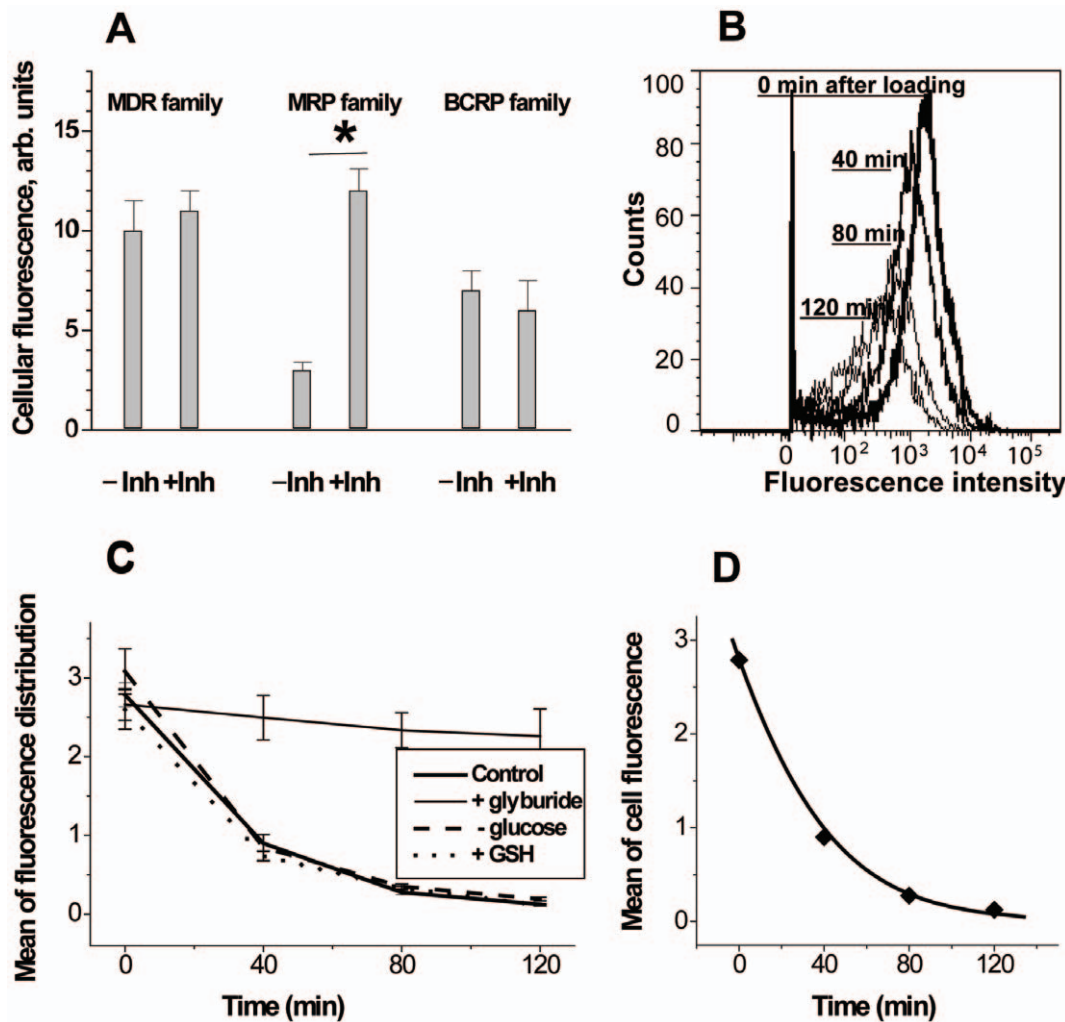 A
Cellular fluorescence, arb. units
MDR family
MRP family
BCRP family
*
15
10
5
0
–Inh +Inh
–Inh +Inh
–Inh +Inh
B
Counts
100
80
60
40
20
0
0 min after loading
40 min
80 min
120 min
0
10²
10³
10⁴
10⁵
Fluorescence intensity
C
Mean of fluorescence distribution
3
2
1
0
Control
+ glyburide
- glucose
+ GSH
0
40
80
120
Time (min)
D
Mean of cell fluorescence
3
2
1
0
0
40
80
120
Time (min)